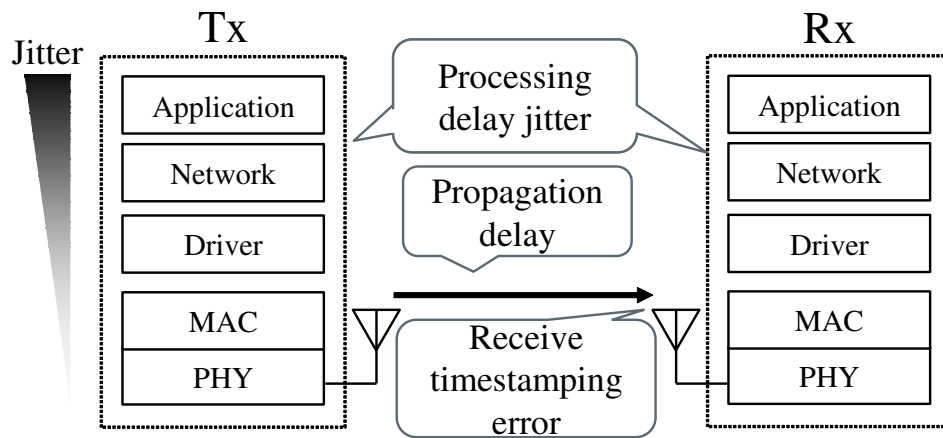 Tx
Rx
Jitter
Application
Network
Driver
MAC
PHY
Processing
delay jitter
Propagation
delay
Receive
timestamping
error
Application
Network
Driver
MAC
PHY